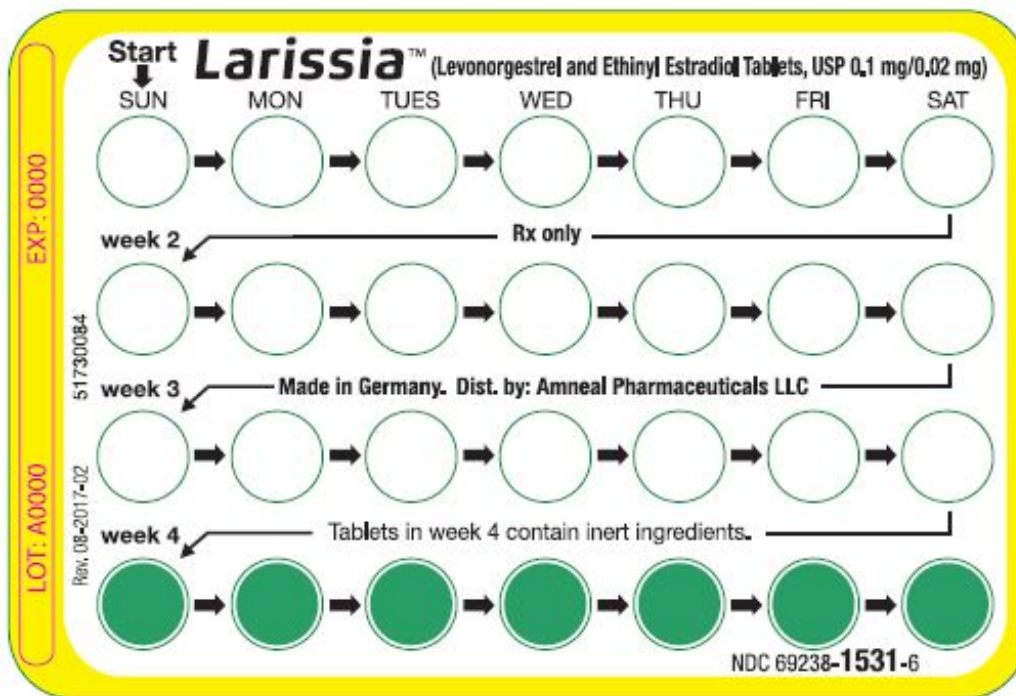 Start
Larissia™ (Levonorgestrel and Ethinyl Estradiol Tablets, USP 0.1 mg/0.02 mg)
SUN MON TUES WED THU FRI SAT
week 2 Rx only
week 3 Made in Germany. Dist. by: Amneal Pharmaceuticals LLC
week 4 Tablets in week 4 contain inert ingredients.
NDC 69238-1531-6
LOT: A0000 EXP: 0000
Rev. 08-2017-02 51730084